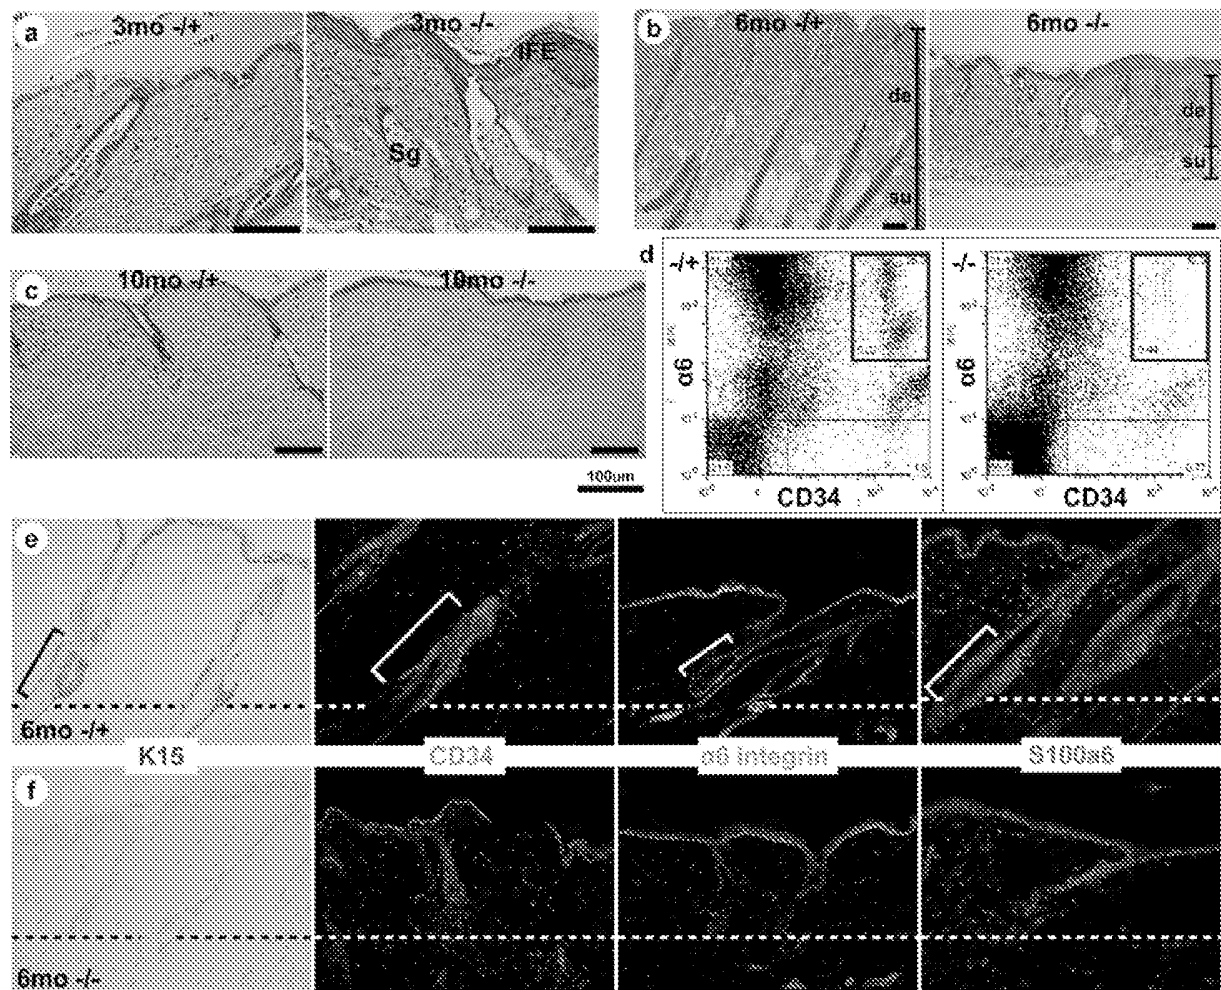 a
3mo -/+
3mo -/-
IFE
Sg
b
6mo -/+
6mo -/-
de
su
de
su
c
10mo -/+
10mo -/-
100um
d
-/+
α6
CD34
-/-
α6
CD34
e
6mo -/+
K15
CD34
α6 integrin
S100a6
f
6mo -/-